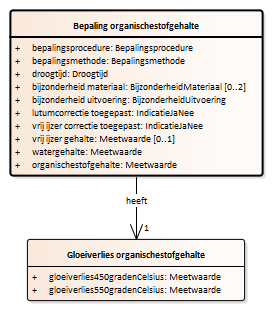 Bepaling organischestofgehalte
+ bepalingsprocedure: Bepalingsprocedure
+ bepalingsmethode: Bepalingsmethode
+ droogtijd: Droogtijd
+ bijzonderheid materiaal: BijzonderheidMateriaal [0..2]
+ bijzonderheid uitvoering: BijzonderheidUitvoering
+ lutumcorrectie toegepast: IndicatieJaNee
+ vrij ijzer correctie toegepast: IndicatieJaNee
+ vrij ijzer gehalte: Meetwaarde [0..1]
+ watergehalte: Meetwaarde
+ organischestofgehalte: Meetwaarde
heeft
1
Gloeiverlies organischestofgehalte
+ gloeiverlies450gradenCelsius: Meetwaarde
+ gloeiverlies550gradenCelsius: Meetwaarde